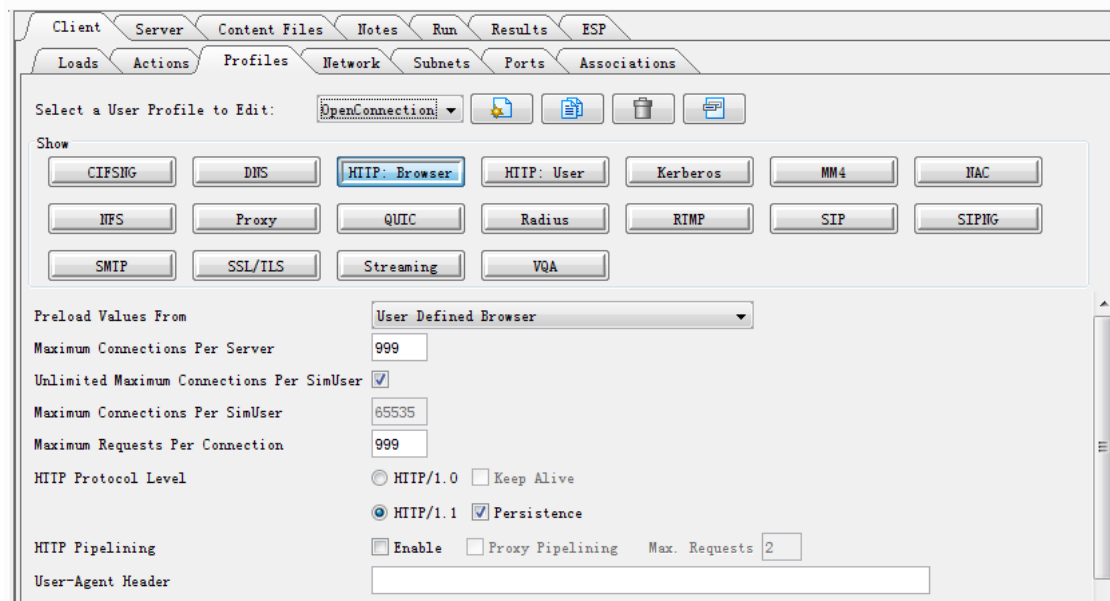 Client Server Content Files Notes Run Results ESP
Loads Actions Profiles Network Subnets Ports Associations
Select a User Profile to Edit: OpenConnection
Show
CIFSNG DNS HTTP: Browser HTTP: User Kerberos MM4 NAC
NFS Proxy QUIC Radius RTMP SIP SIPNG
SMTP SSL/TLS Streaming VQA
Preload Values From User Defined Browser
Maximum Connections Per Server 999
Unlimited Maximum Connections Per SimUser
Maximum Connections Per SimUser 65535
Maximum Requests Per Connection 999
HTTP Protocol Level HTTP/1.0 Keep Alive
HTTP/1.1 Persistence
HTTP Pipelining Enable Proxy Pipelining Max. Requests 2
User-Agent Header